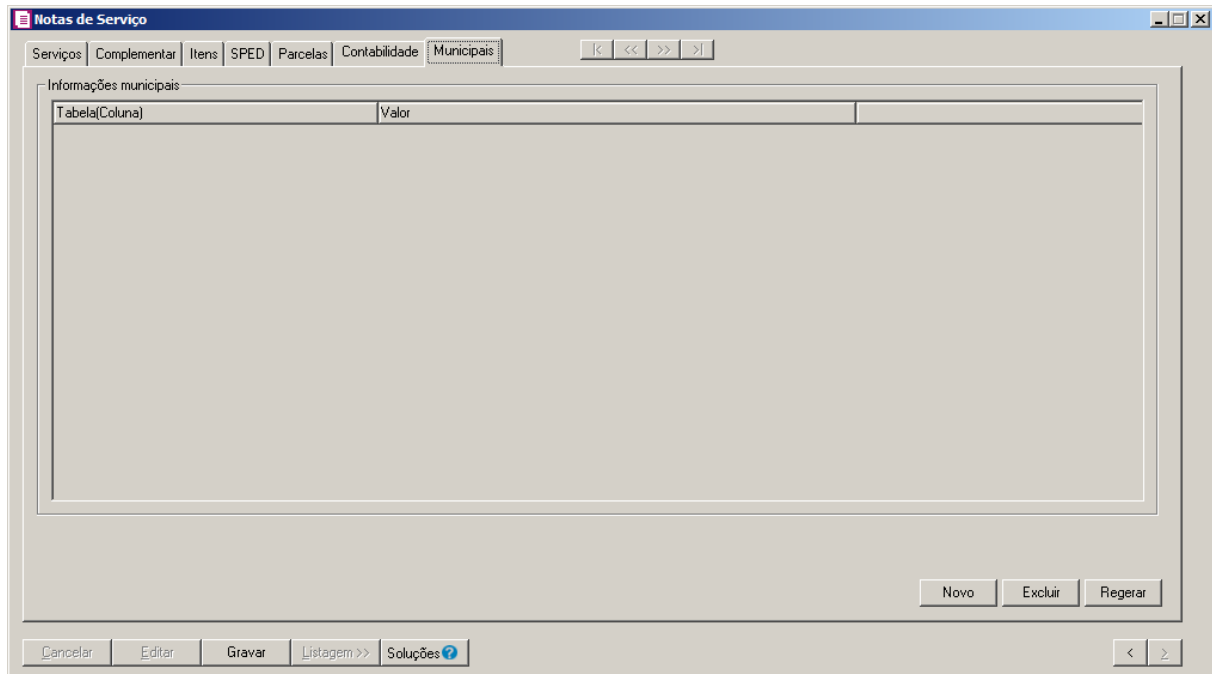 Notas de Serviço
Serviços Complementar Itens SPED Parcelas Contabilidade Municipais |< << >> >|
Informações municipais
Tabela(Coluna) Valor
Novo Excluir Regerar
Cancelar Editar Gravar Listagem >> Soluções ? < >